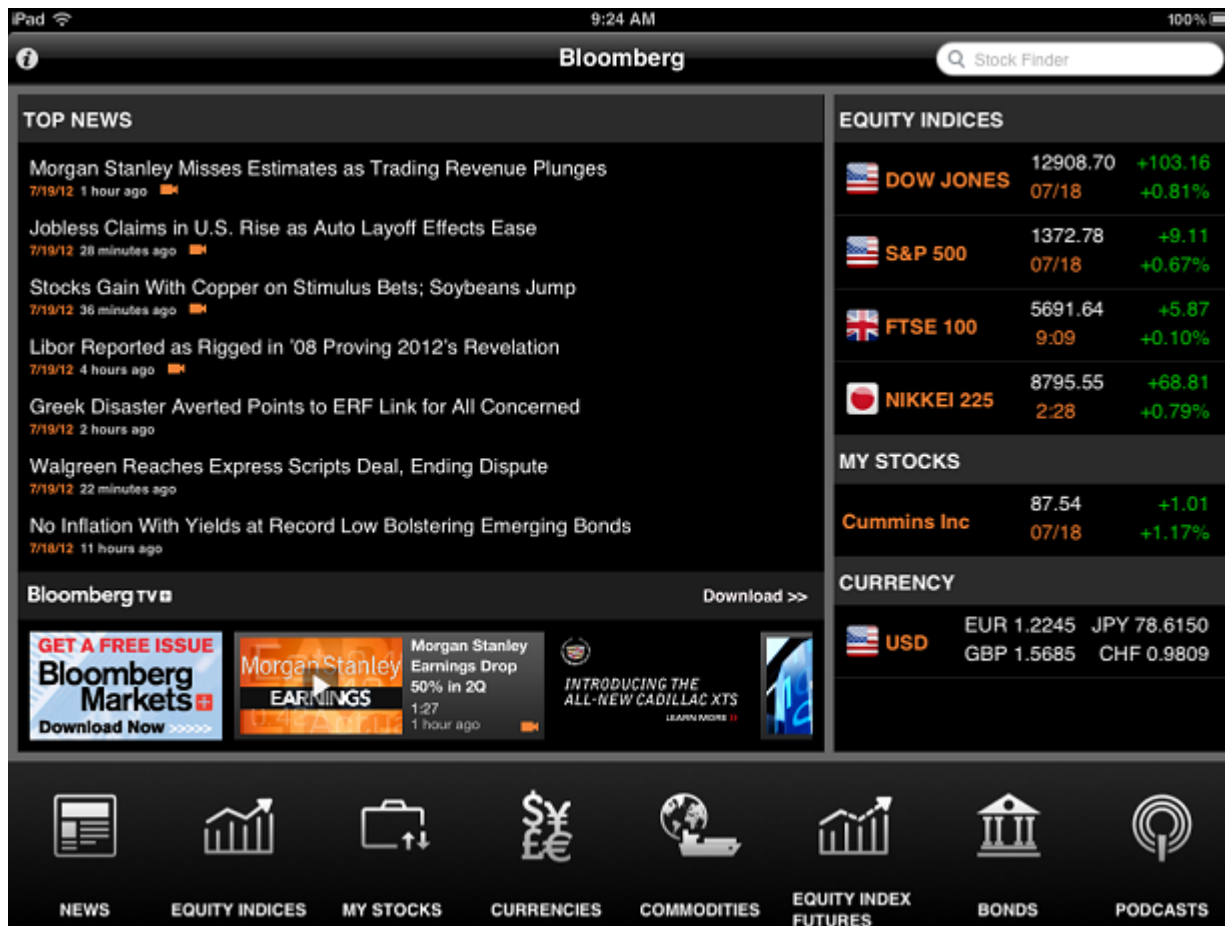 iPad
9:24 AM
100%
Bloomberg
Stock Finder
TOP NEWS
Morgan Stanley Misses Estimates as Trading Revenue Plunges
7/19/12 1 hour ago
Jobless Claims in U.S. Rise as Auto Layoff Effects Ease
7/19/12 28 minutes ago
Stocks Gain With Copper on Stimulus Bets; Soybeans Jump
7/19/12 36 minutes ago
Libor Reported as Rigged in '08 Proving 2012's Revelation
7/19/12 4 hours ago
Greek Disaster Averted Points to ERF Link for All Concerned
7/19/12 2 hours ago
Walgreen Reaches Express Scripts Deal, Ending Dispute
7/19/12 22 minutes ago
No Inflation With Yields at Record Low Bolstering Emerging Bonds
7/18/12 11 hours ago
Bloomberg TV+
Download >>
GET A FREE ISSUE
Bloomberg
Markets+
Download Now >>>>>
Morgan Stanley
EARNINGS
Morgan Stanley
Earnings Drop
50% in 2Q
1:27
1 hour ago
INTRODUCING THE
ALL-NEW CADILLAC XTS
LEARN MORE
EQUITY INDICES
DOW JONES 12908.70 +103.16
07/18 +0.81%
S&P 500 1372.78 +9.11
07/18 +0.67%
FTSE 100 5691.64 +5.87
9:09 +0.10%
NIKKEI 225 8795.55 +68.81
2:28 +0.79%
MY STOCKS
Cummins Inc 87.54 +1.01
07/18 +1.17%
CURRENCY
USD EUR 1.2245 JPY 78.6150
GBP 1.5685 CHF 0.9809
NEWS
EQUITY INDICES
MY STOCKS
CURRENCIES
COMMODITIES
EQUITY INDEX
FUTURES
BONDS
PODCASTS